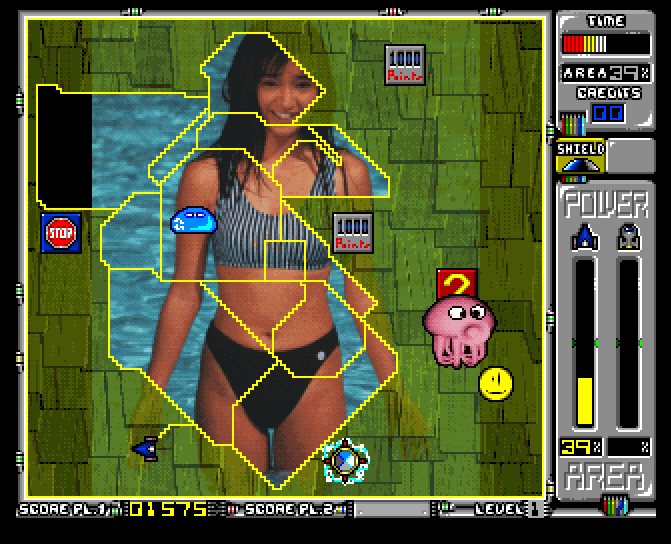 TIME
AREA 39%
CREDITS
00
SHIELD
POWER
39%
%
AREA
1000
Points
STOP
1000
Points
?
SCORE PL.1
01575
SCORE PL.2
LEVEL 1